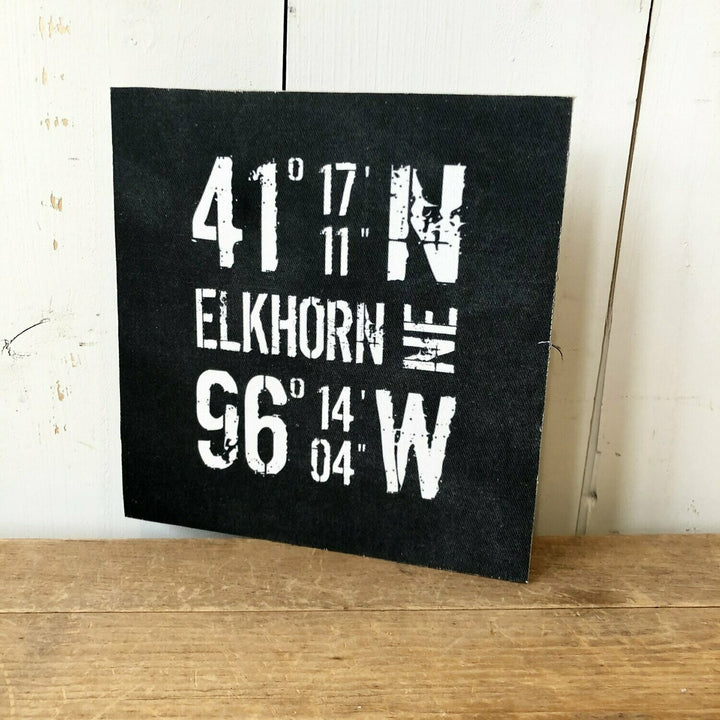 41° 17' 11" N
ELKHORN NE
96° 14' 04" W